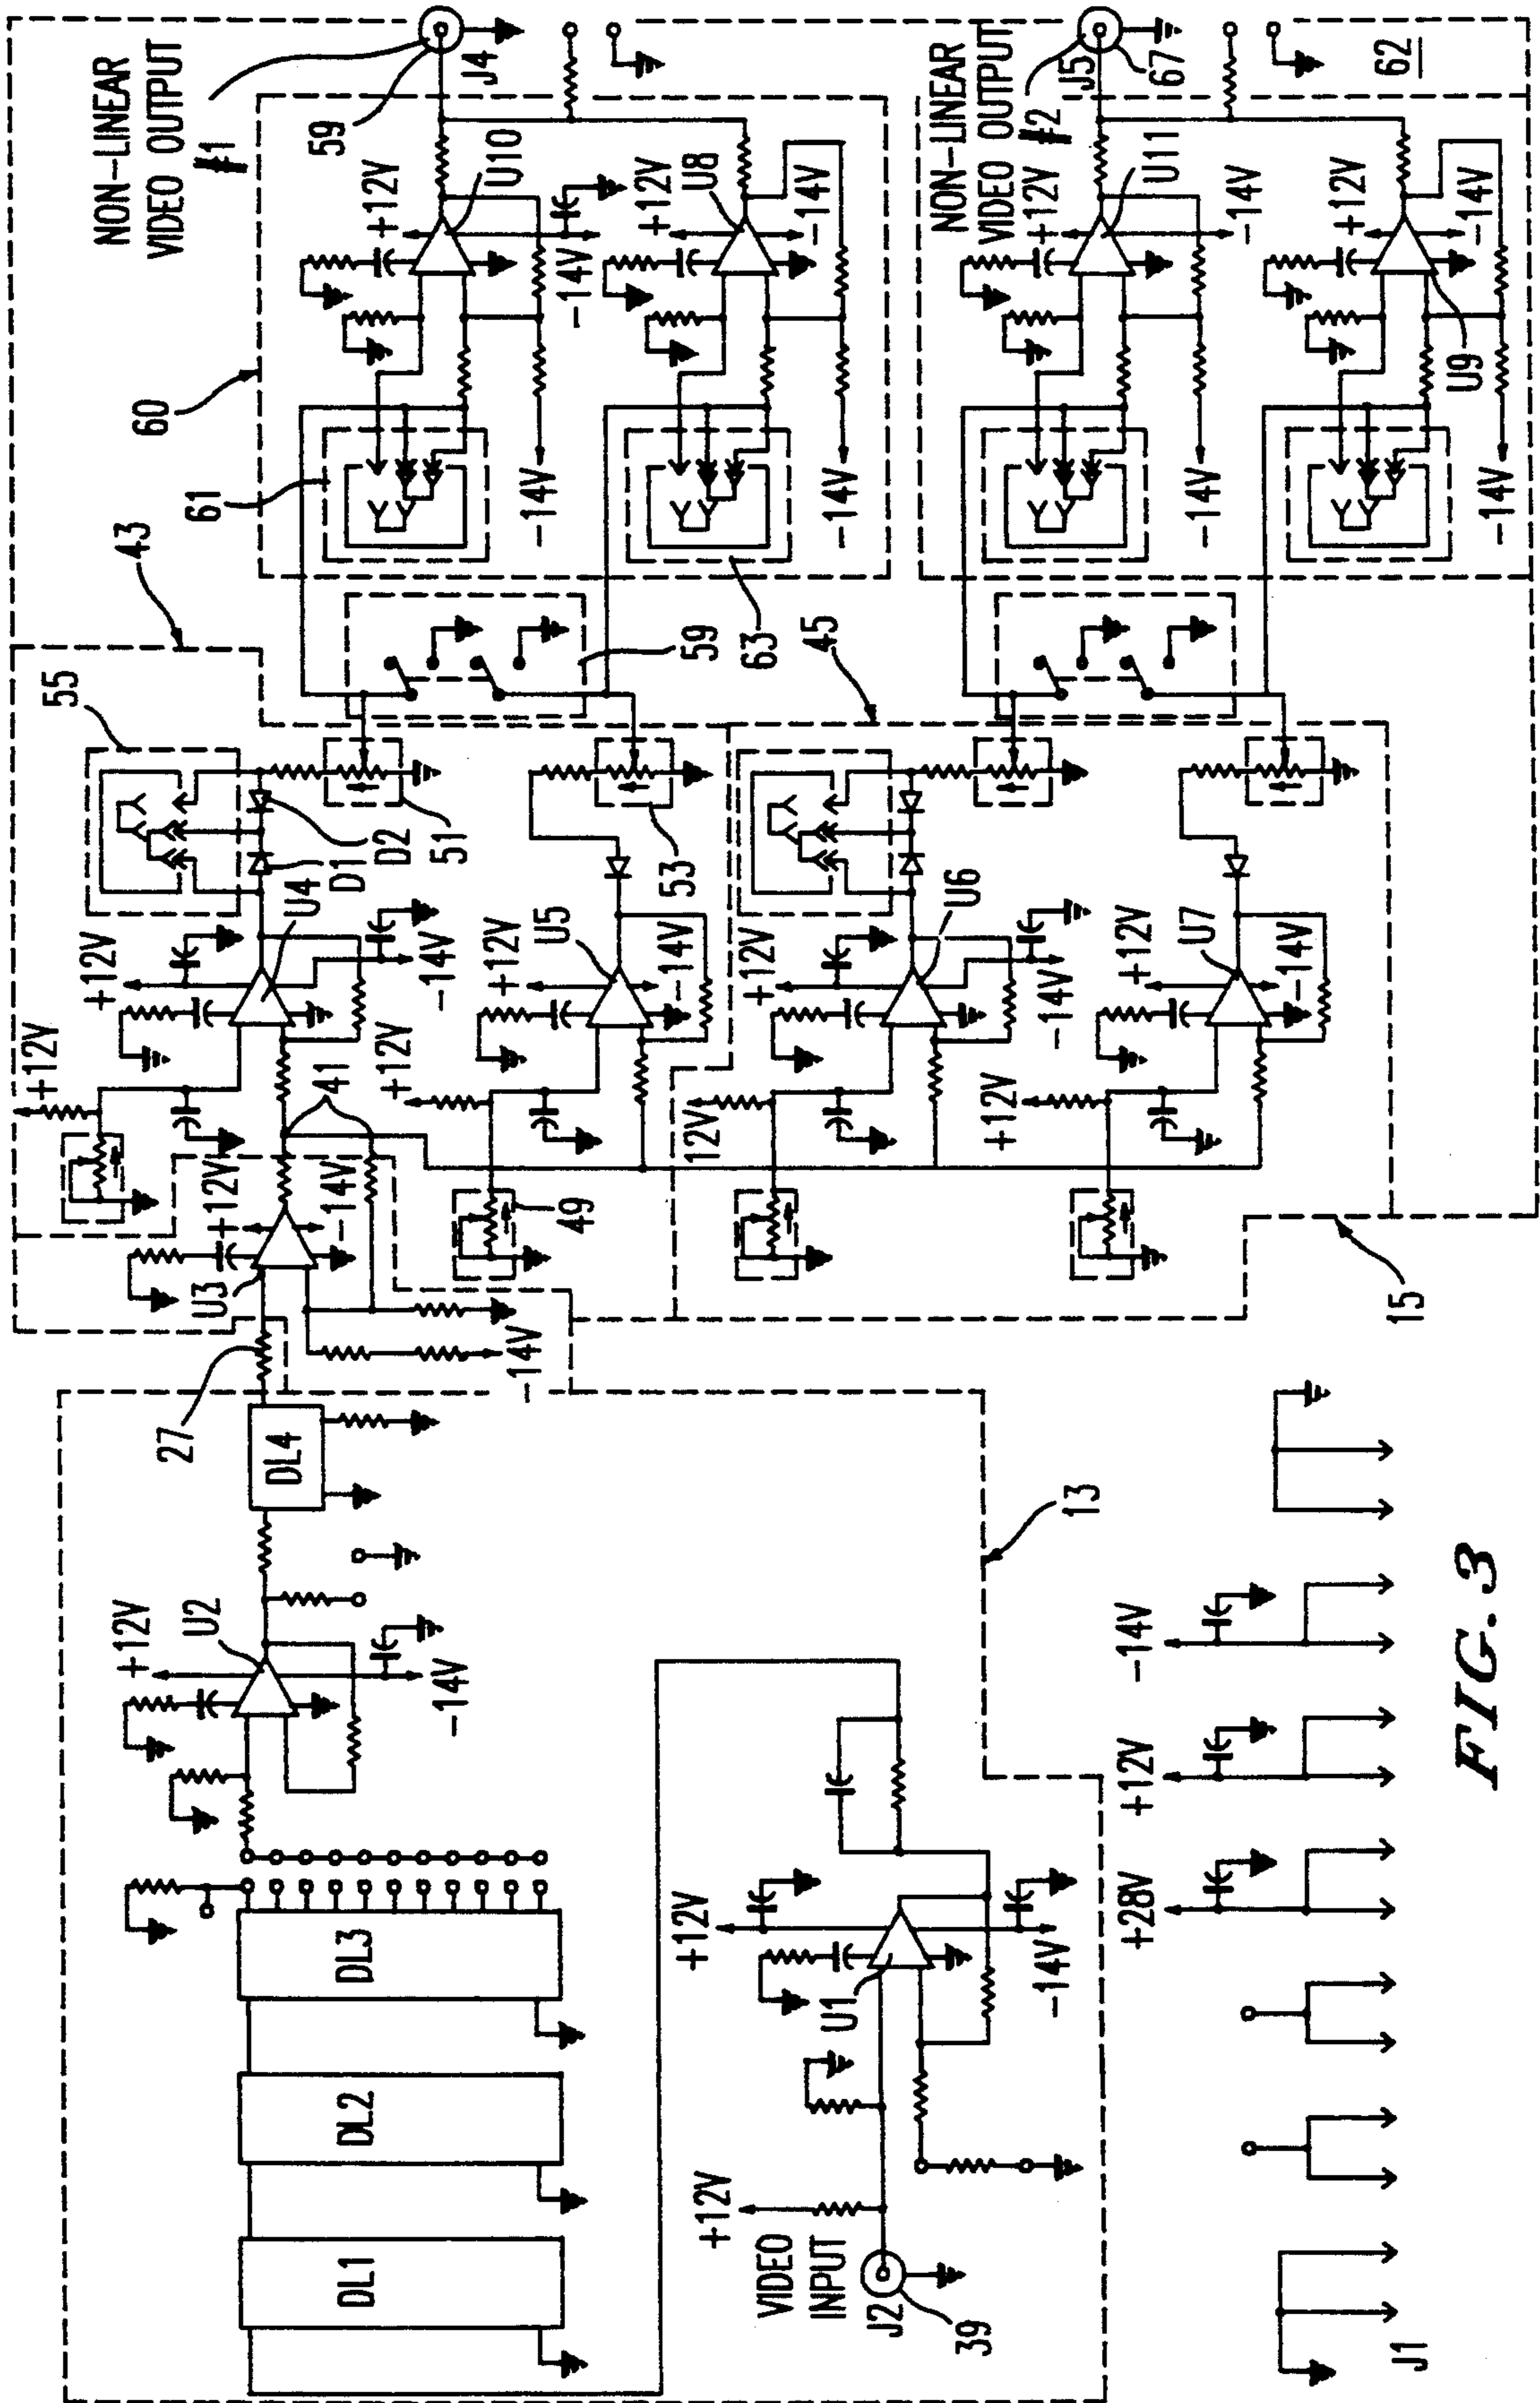 NON-LINEAR
VIDEO OUTPUT
#1
59
J4
+12V
U10
-14V
60
61
-14V
+12V
U8
-14V
63
-14V
NON-LINEAR
VIDEO OUTPUT
#2
J5
67
62
+12V
U11
-14V
-14V
+12V
U9
-14V
-14V
43
55
+12V
+12V
U4
D1
D2
51
-14V
41
59
+12V
+12V
U5
-14V
53
49
45
12V
+12V
U6
-14V
+12V
+12V
U7
-14V
15
+12V
U3
-14V
-14V
27
DL4
+12V
U2
-14V
DL3
DL2
DL1
13
+12V
U1
-14V
+12V
VIDEO
INPUT
J2
39
J1
+28V
+12V
-14V
FIG. 3